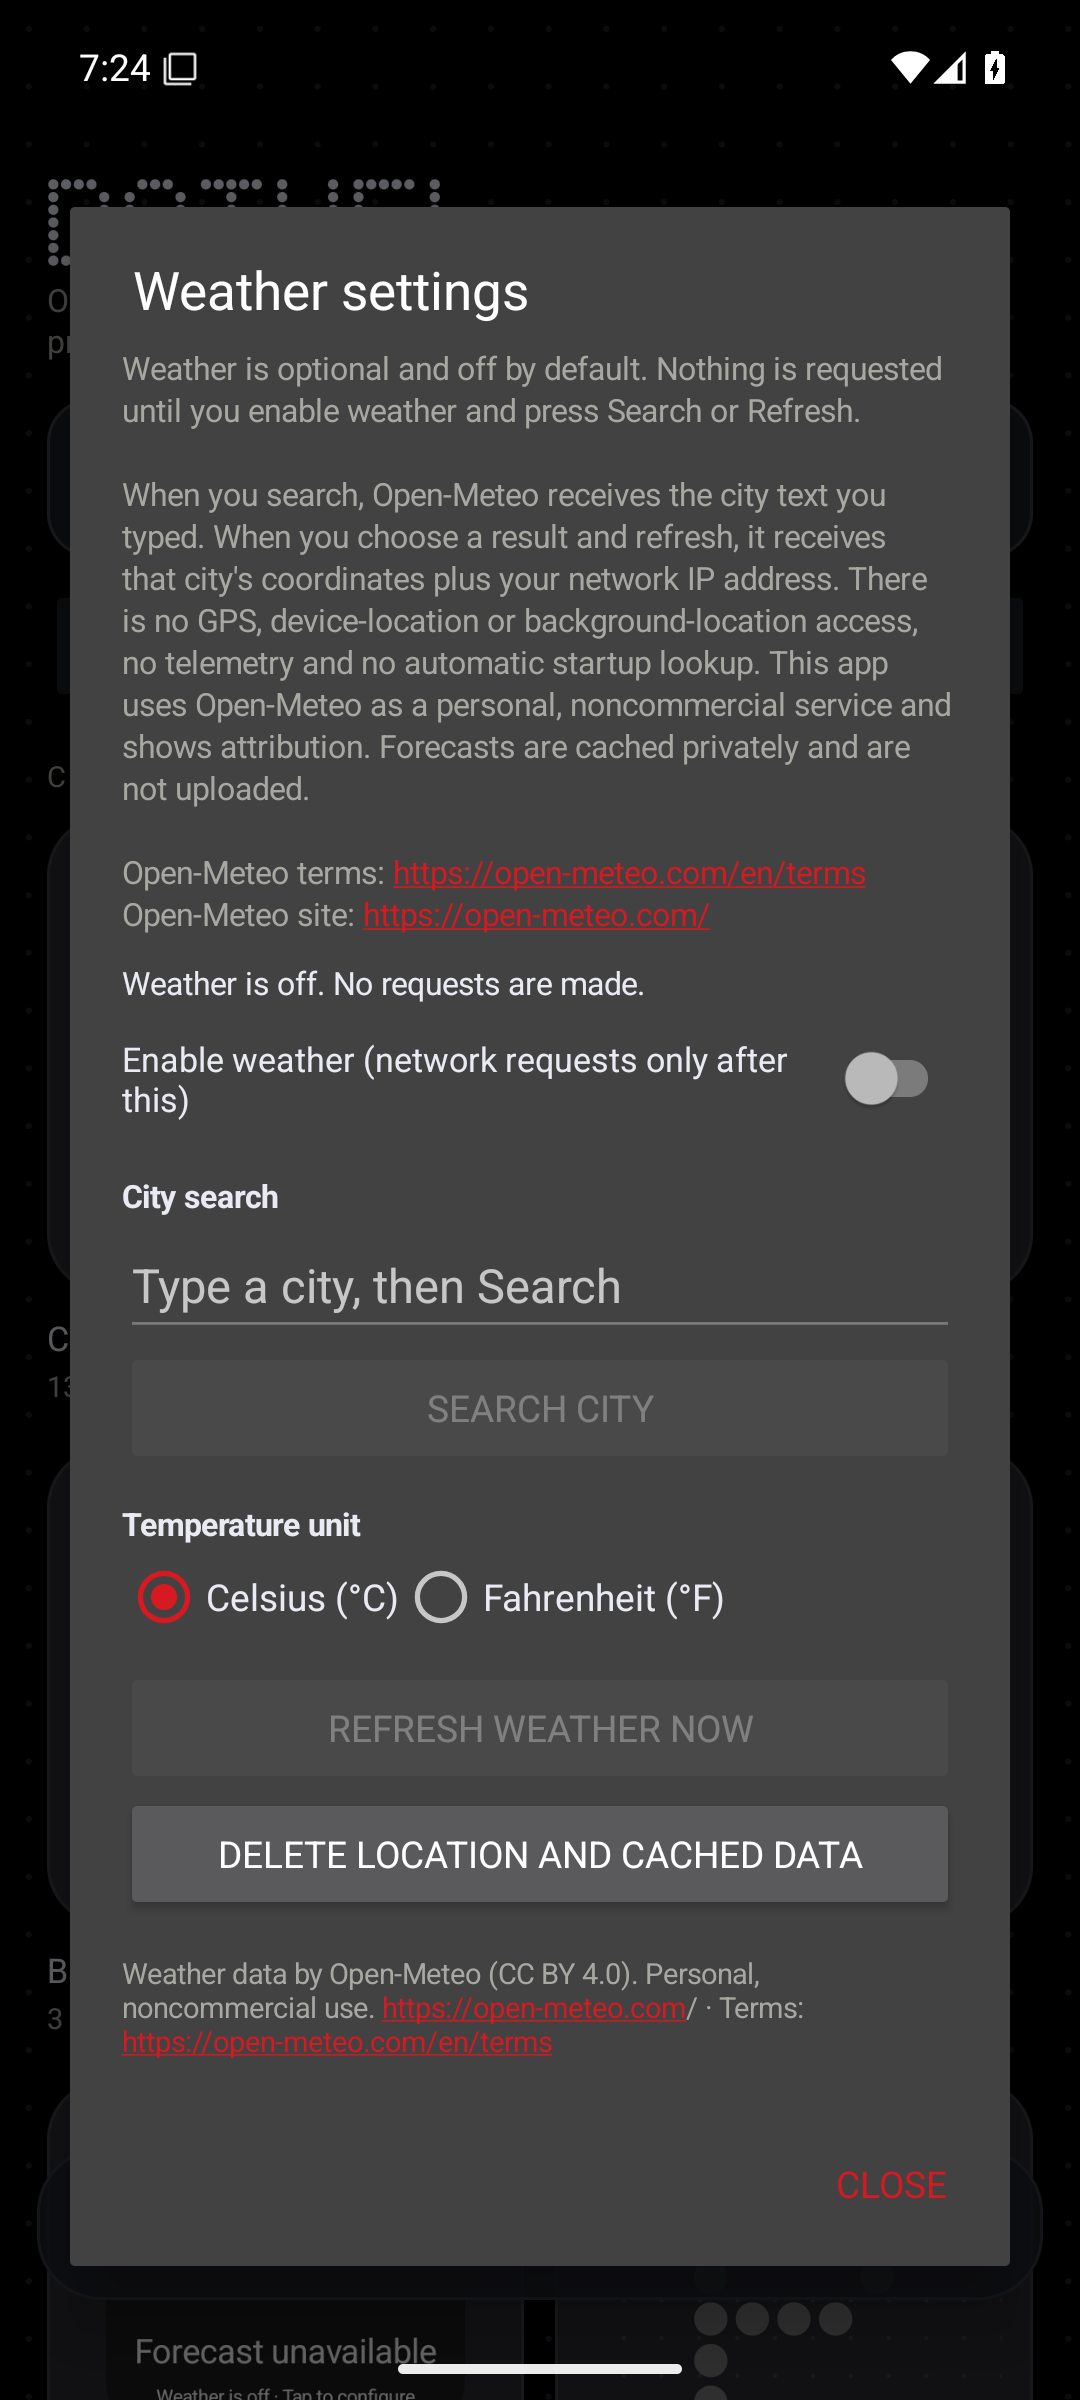 7:24
Weather settings
Weather is optional and off by default. Nothing is requested
until you enable weather and press Search or Refresh.
When you search, Open-Meteo receives the city text you
typed. When you choose a result and refresh, it receives
that city's coordinates plus your network IP address. There
is no GPS, device-location or background-location access,
no telemetry and no automatic startup lookup. This app
uses Open-Meteo as a personal, noncommercial service and
shows attribution. Forecasts are cached privately and are
not uploaded.
Open-Meteo terms: https://open-meteo.com/en/terms
Open-Meteo site: https://open-meteo.com/
Weather is off. No requests are made.
Enable weather (network requests only after
this)
City search
Type a city, then Search
SEARCH CITY
Temperature unit
Celsius (°C) Fahrenheit (°F)
REFRESH WEATHER NOW
DELETE LOCATION AND CACHED DATA
Weather data by Open-Meteo (CC BY 4.0). Personal,
noncommercial use. https://open-meteo.com/ · Terms:
https://open-meteo.com/en/terms
CLOSE
Forecast unavailable
Weather is off · Tap to configure